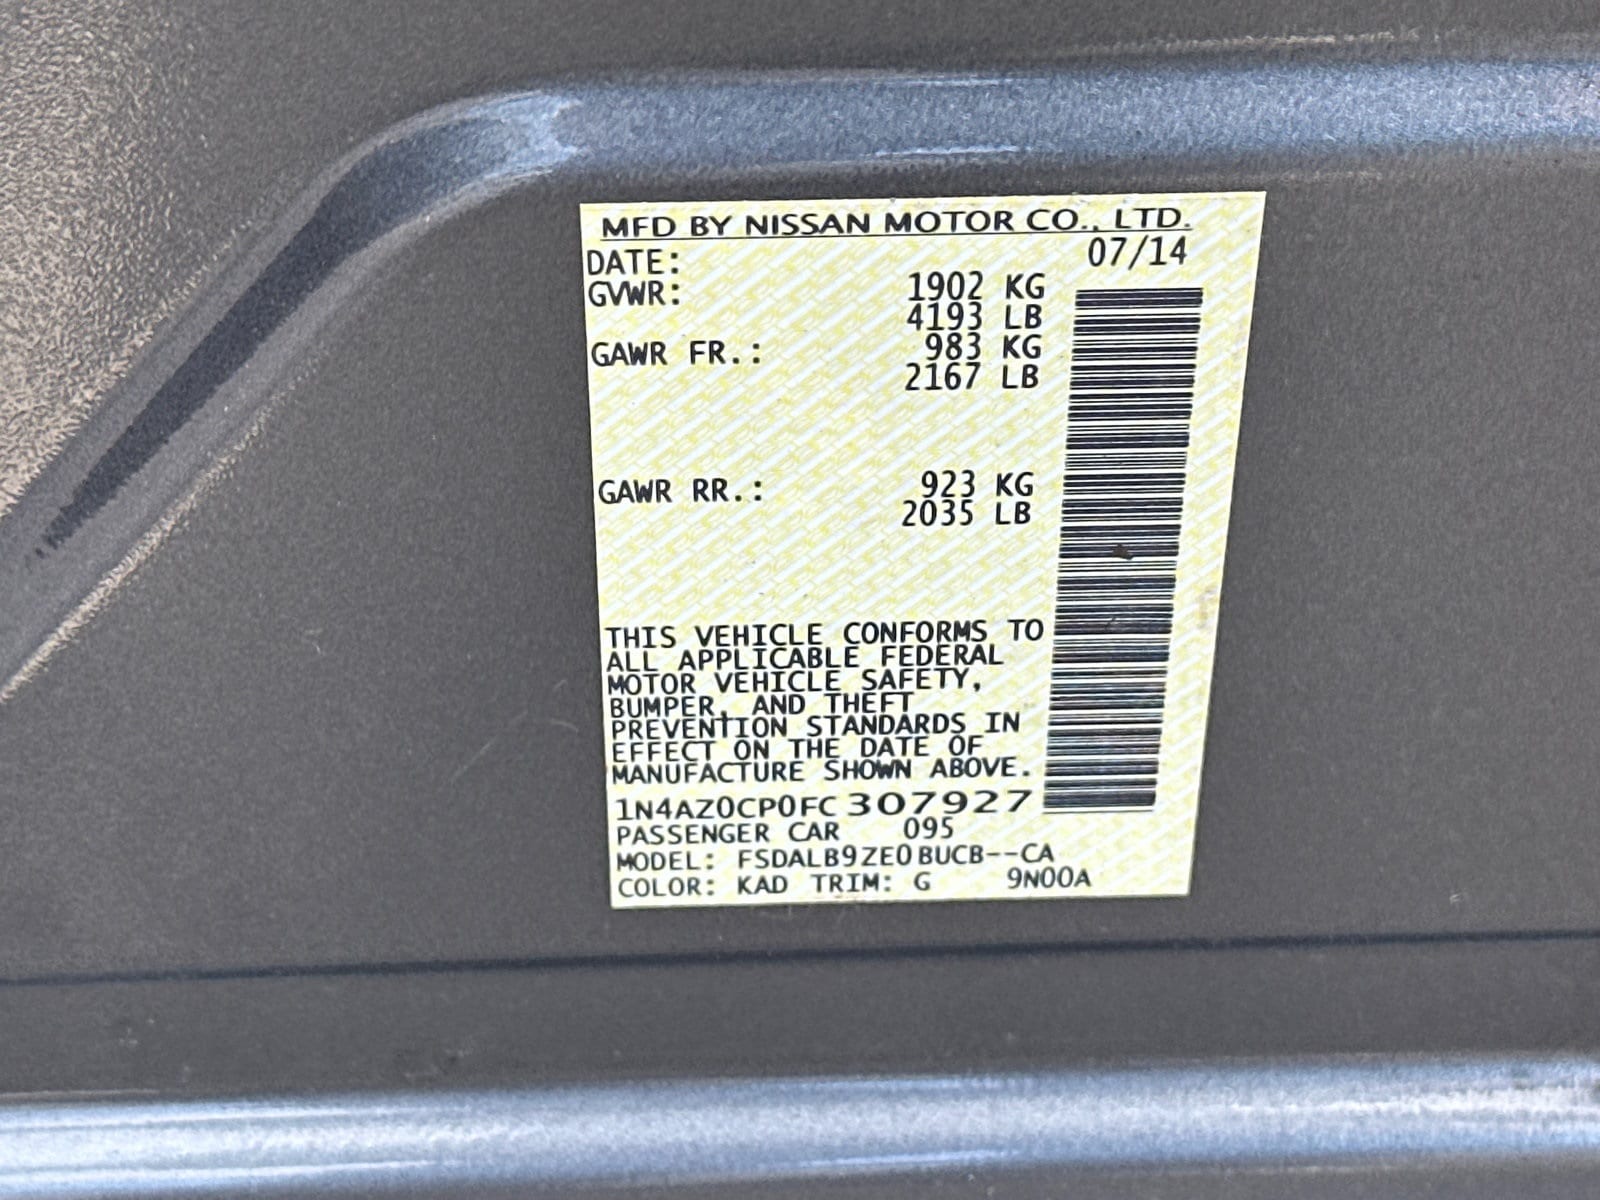 MFD BY NISSAN MOTOR CO., LTD.
DATE: 07/14
GVWR: 1902 KG
4193 LB
GAWR FR.: 983 KG
2167 LB
GAWR RR.: 923 KG
2035 LB
THIS VEHICLE CONFORMS TO
ALL APPLICABLE FEDERAL
MOTOR VEHICLE SAFETY,
BUMPER, AND THEFT
PREVENTION STANDARDS IN
EFFECT ON THE DATE OF
MANUFACTURE SHOWN ABOVE.
1N4AZ0CP0FC307927
PASSENGER CAR 095
MODEL: FSDALB9ZE0BUCB--CA
COLOR: KAD TRIM: G 9N00A